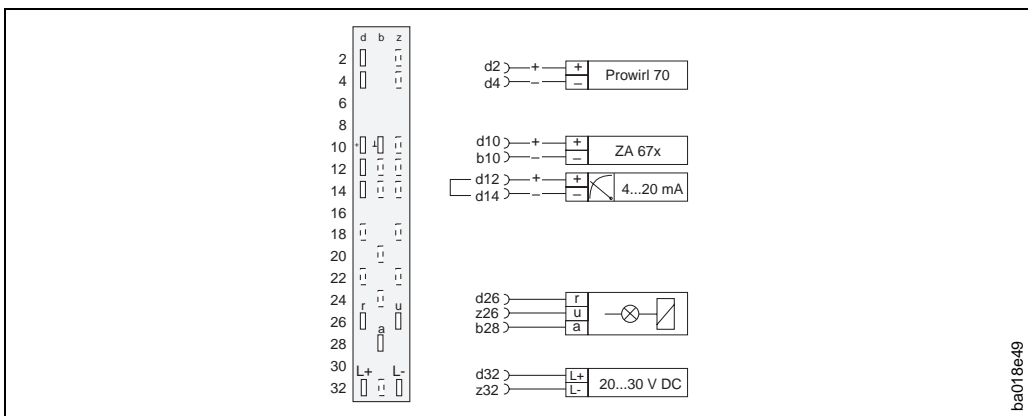 d b z
2
4
6
8
10 + ⊥
12
14
16
18
20
22
24
r u
26
a
28
30
L+ L-
32
d2 + + Prowirl 70
d4 – –
d10 + + ZA 67x
b10 – –
d12 + + 4...20 mA
d14 – –
d26 r
z26 u
b28 a
d32 L+ 20...30 V DC
z32 L-
ba018e49